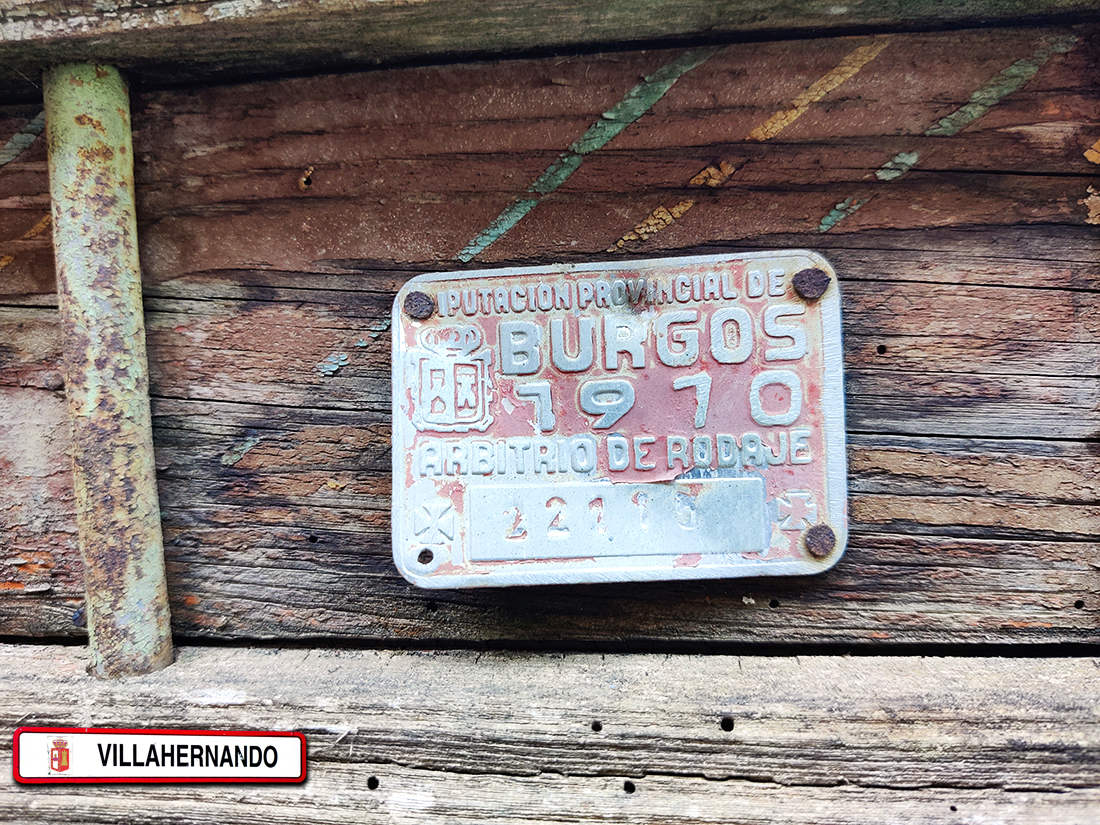 IPUTACION PROVINCIAL DE
BURGOS
1970
ARBITRIO DE RODAJE
VILLAHERNANDO